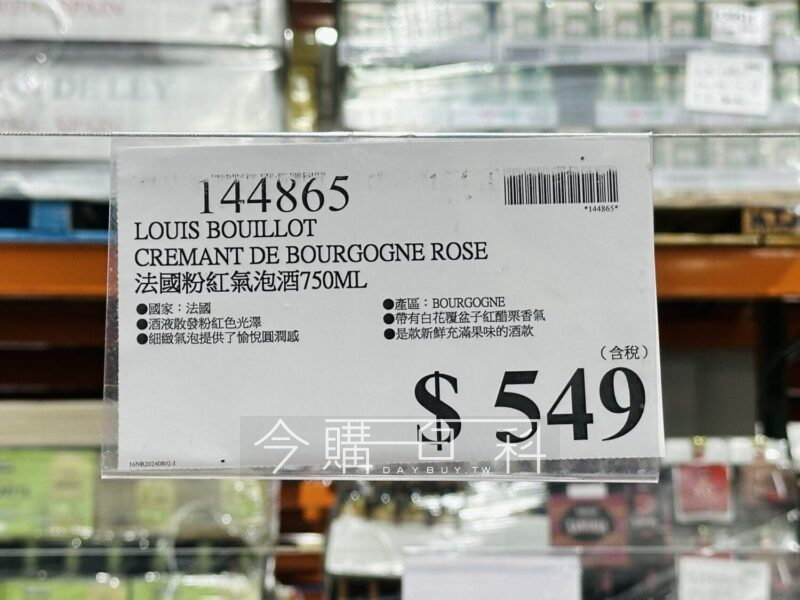 144865
*144865*
LOUIS BOUILLOT
CREMANT DE BOURGOGNE ROSE
法國粉紅氣泡酒750ML
●國家：法國
●酒液散發粉紅色光澤
●細緻氣泡提供了愉悅圓潤感
●產區：BOURGOGNE
●帶有白花覆盆子紅醋栗香氣
●是款新鮮充滿果味的酒款
（含稅）
$ 549
16NR20240802-1
今購百科
DAYBUY.TW